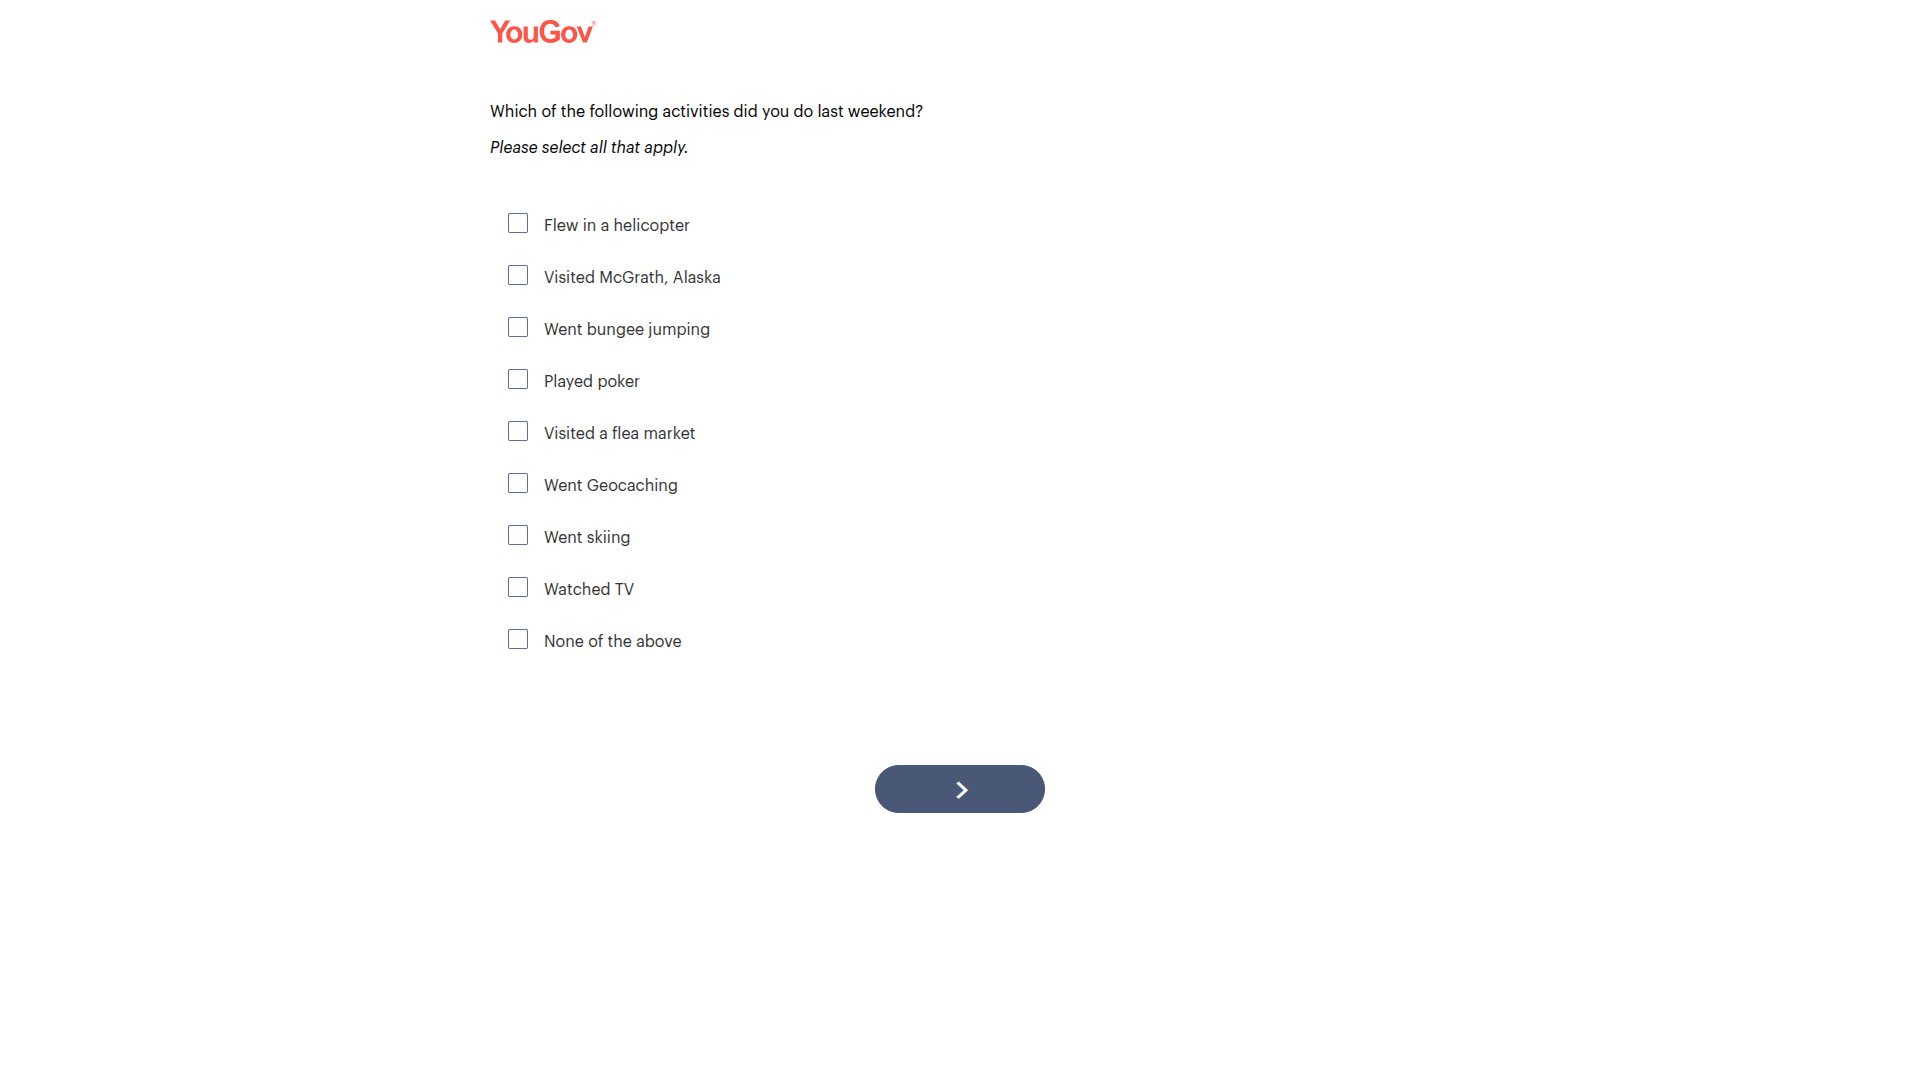 YouGov®
Which of the following activities did you do last weekend?
Please select all that apply.
Flew in a helicopter
Visited McGrath, Alaska
Went bungee jumping
Played poker
Visited a flea market
Went Geocaching
Went skiing
Watched TV
None of the above